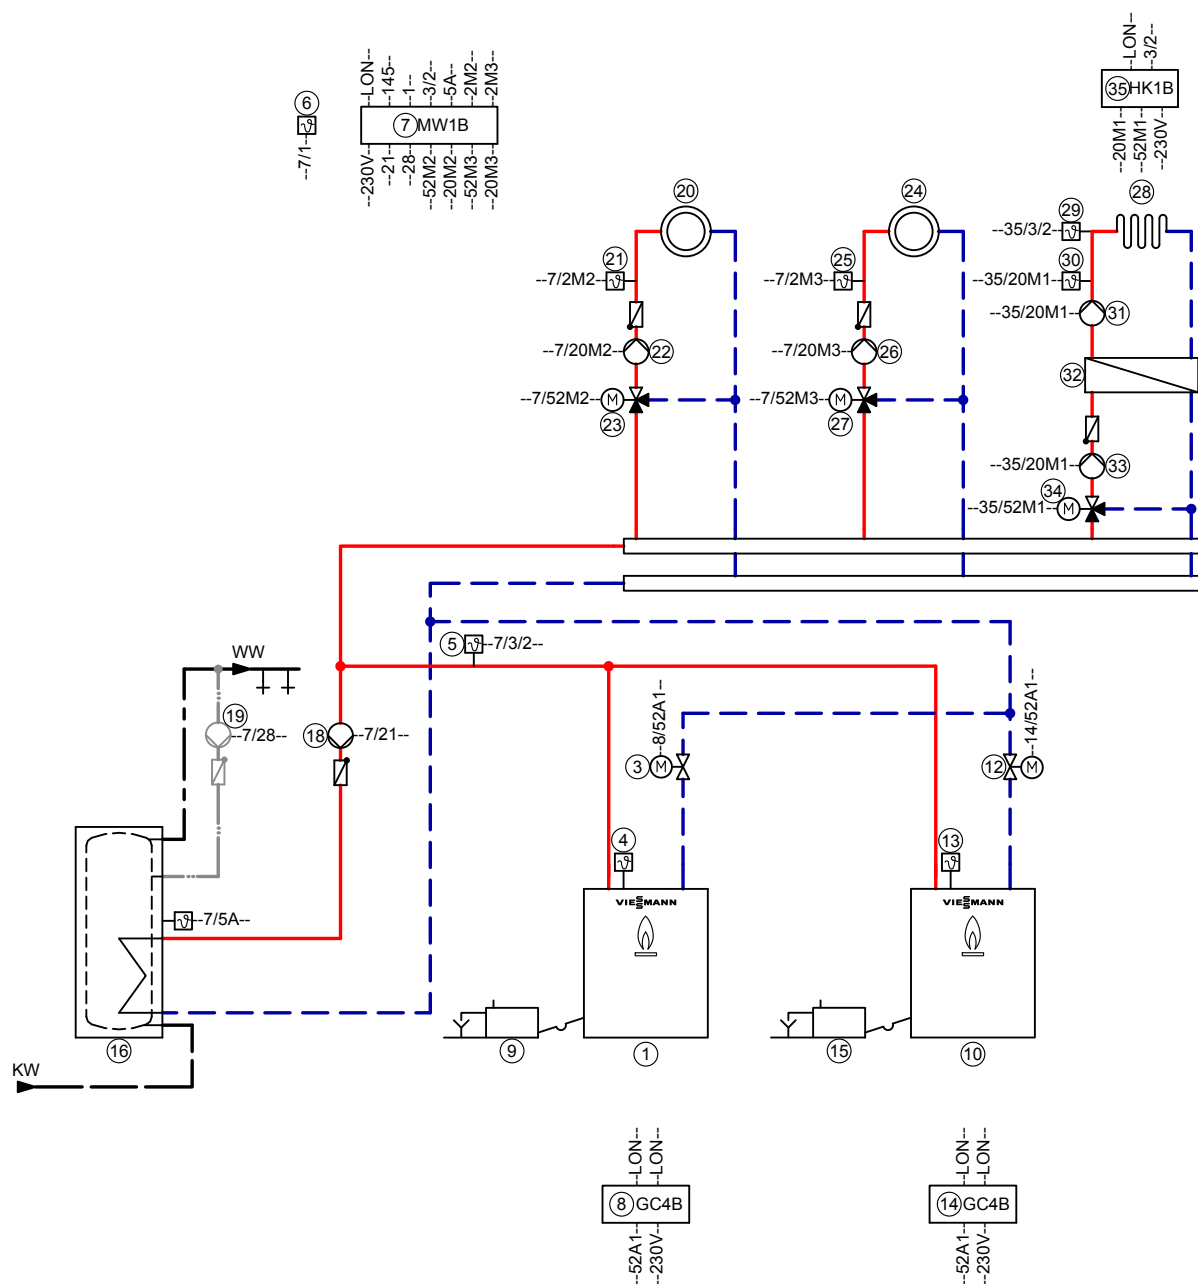 LON--
3/2--
35
HK1B
--20M1
--52M1
--230V
6
--7/1--
LON--
--145--
--1--
--3/2--
5A--
--2M2--
--2M3
7
MW1B
--230V
--21
--28
--52M2
--20M2
--52M3
--20M3
20
24
28
29
--35/3/2--
21
--7/2M2--
25
--7/2M3--
30
--35/20M1--
--35/20M1--
31
--7/20M2--
22
--7/20M3--
26
32
--7/52M2--
M
23
--7/52M3--
M
27
--35/20M1--
33
34
--35/52M1--
M
5
--7/3/2--
WW
19
--7/28--
18
--7/21--
--8/52A1--
--14/52A1--
3
M
12
M
4
13
VIESSMANN
VIESSMANN
--7/5A--
16
9
1
15
10
KW
--LON--
--LON--
8
GC4B
--52A1
--230V
--LON--
--LON--
14
GC4B
--52A1
--230V